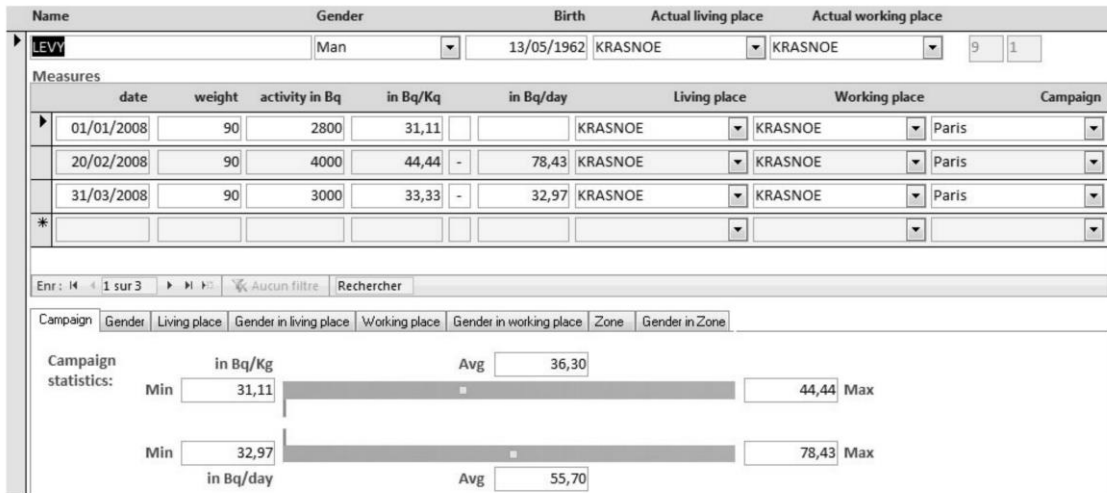 Name Gender Birth Actual living place Actual working place
LEVY Man 13/05/1962 KRASNOE KRASNOE 9 1
Measures
date weight activity in Bq in Bq/Kq in Bq/day Living place Working place Campaign
01/01/2008 90 2800 31,11 KRASNOE KRASNOE Paris
20/02/2008 90 4000 44,44 - 78,43 KRASNOE KRASNOE Paris
31/03/2008 90 3000 33,33 - 32,97 KRASNOE KRASNOE Paris
*
Enr: 1 sur 3 Aucun filtre Rechercher
Campaign Gender Living place Gender in living place Working place Gender in working place Zone Gender in Zone
Campaign in Bq/Kg Avg 36,30
statistics:
Min 31,11 44,44 Max
Min 32,97 78,43 Max
in Bq/day Avg 55,70